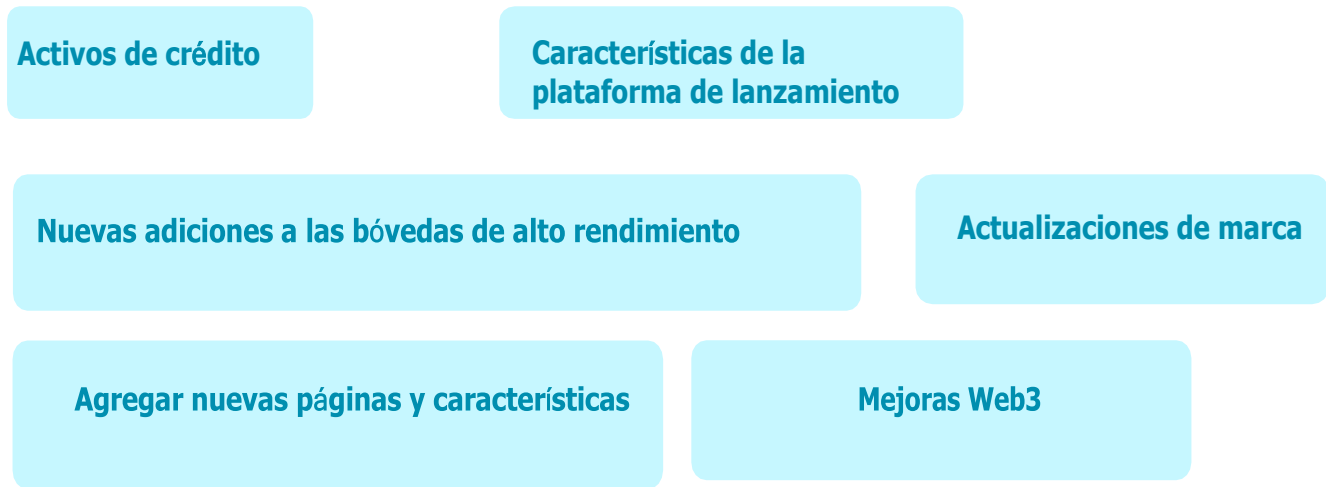 Activos de crédito
Características de la
plataforma de lanzamiento
Nuevas adiciones a las bóvedas de alto rendimiento
Actualizaciones de marca
Agregar nuevas páginas y características
Mejoras Web3